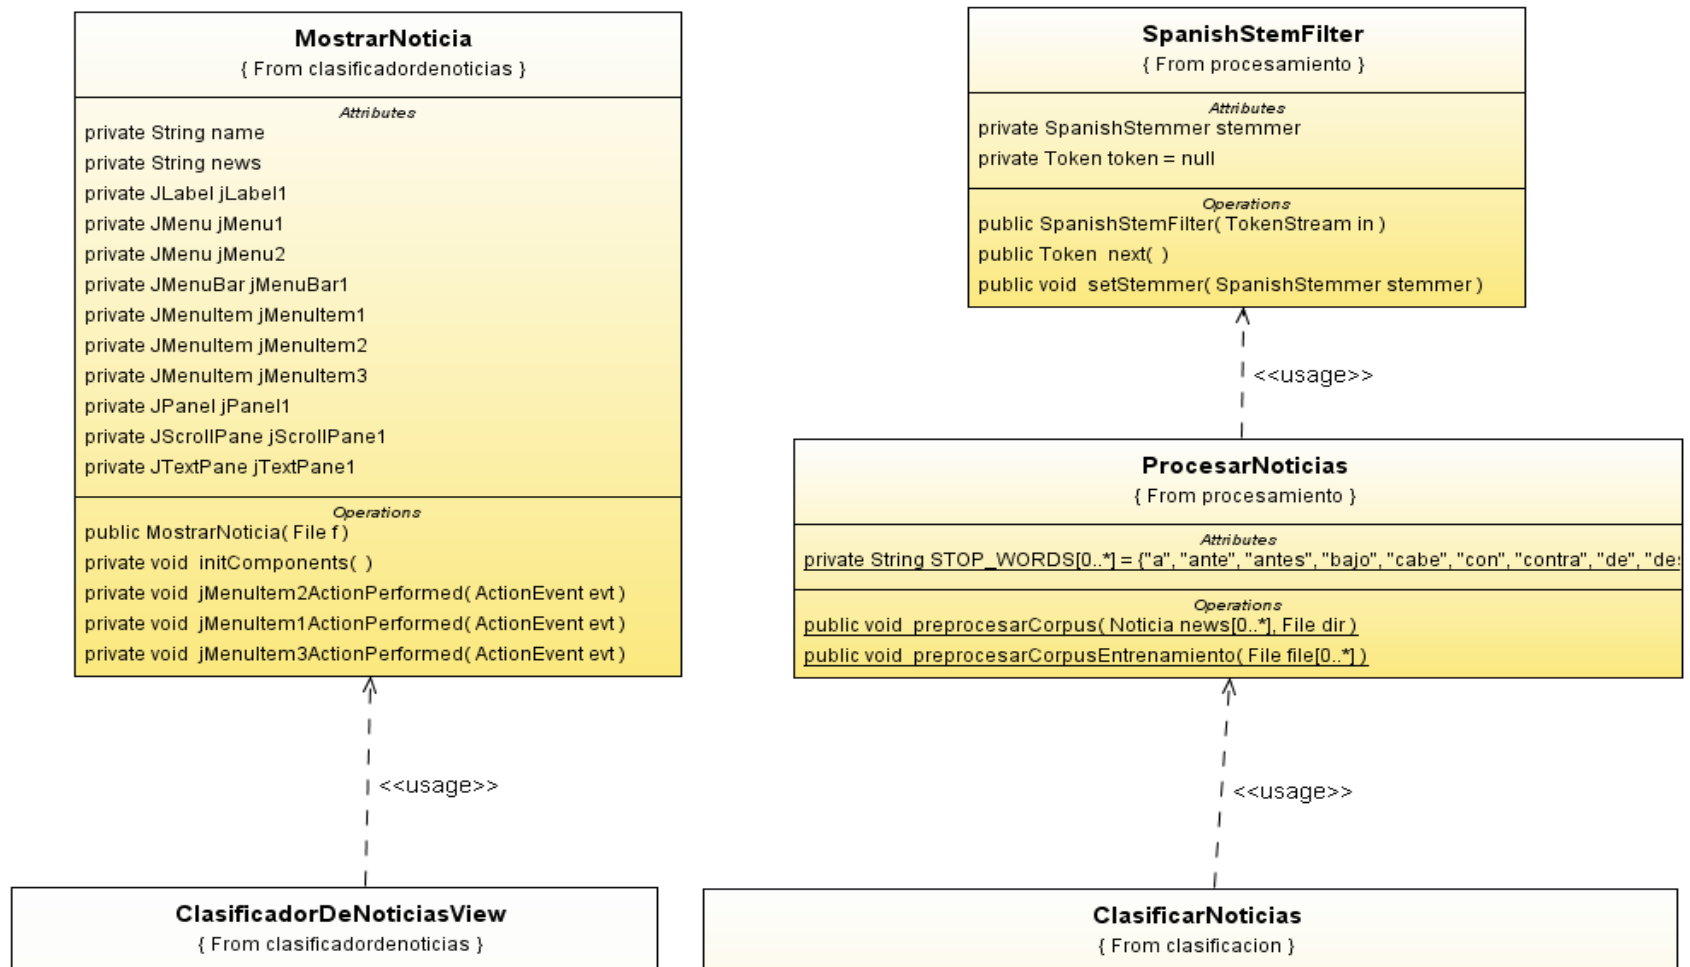 MostrarNoticia
{ From clasificadordenoticias }
Attributes
private String name
private String news
private JLabel jLabel1
private JMenu jMenu1
private JMenu jMenu2
private JMenuBar jMenuBar1
private JMenuItem jMenuItem1
private JMenuItem jMenuItem2
private JMenuItem jMenuItem3
private JPanel jPanel1
private JScrollPane jScrollPane1
private JTextPane jTextPane1
Operations
public MostrarNoticia( File f )
private void initComponents( )
private void jMenuItem2ActionPerformed( ActionEvent evt )
private void jMenuItem1ActionPerformed( ActionEvent evt )
private void jMenuItem3ActionPerformed( ActionEvent evt )
<<usage>>
ClasificadorDeNoticiasView
{ From clasificadordenoticias }
SpanishStemFilter
{ From procesamiento }
Attributes
private SpanishStemmer stemmer
private Token token = null
Operations
public SpanishStemFilter( TokenStream in )
public Token next( )
public void setStemmer( SpanishStemmer stemmer )
<<usage>>
ProcesarNoticias
{ From procesamiento }
Attributes
private String STOP_WORDS[0..*] = {"a", "ante", "antes", "bajo", "cabe", "con", "contra", "de",
Operations
public void preprocesarCorpus( Noticia news[0..*], File dir )
public void preprocesarCorpusEntrenamiento( File file[0..*] )
<<usage>>
ClasificarNoticias
{ From clasificacion }